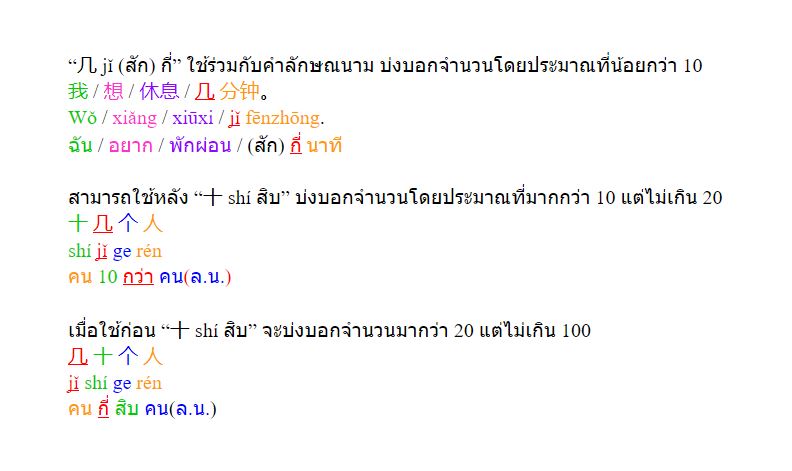 “几 jǐ (สัก) กี่” ใช้ร่วมกับคำลักษณนาม บ่งบอกจำนวนโดยประมาณที่น้อยกว่า 10
我 / 想 / 休息 / 几 分钟。
Wǒ / xiǎng / xiūxi / jǐ fēnzhōng.
ฉัน / อยาก / พักผ่อน / (สัก) กี่ นาที
สามารถใช้หลัง “十 shí สิบ” บ่งบอกจำนวนโดยประมาณที่มากกว่า 10 แต่ไม่เกิน 20
十 几 个 人
shí jǐ ge rén
คน 10 กว่า คน(ล.น.)
เมื่อใช้ก่อน “十 shí สิบ” จะบ่งบอกจำนวนมากว่า 20 แต่ไม่เกิน 100
几 十 个 人
jǐ shí ge rén
คน กี่ สิบ คน(ล.น.)